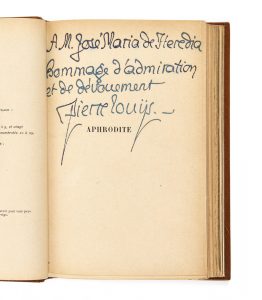 A M. José Maria de Heredia
hommage d'admiration
et de dévouement
Pierre Louÿs.
APHRODITE